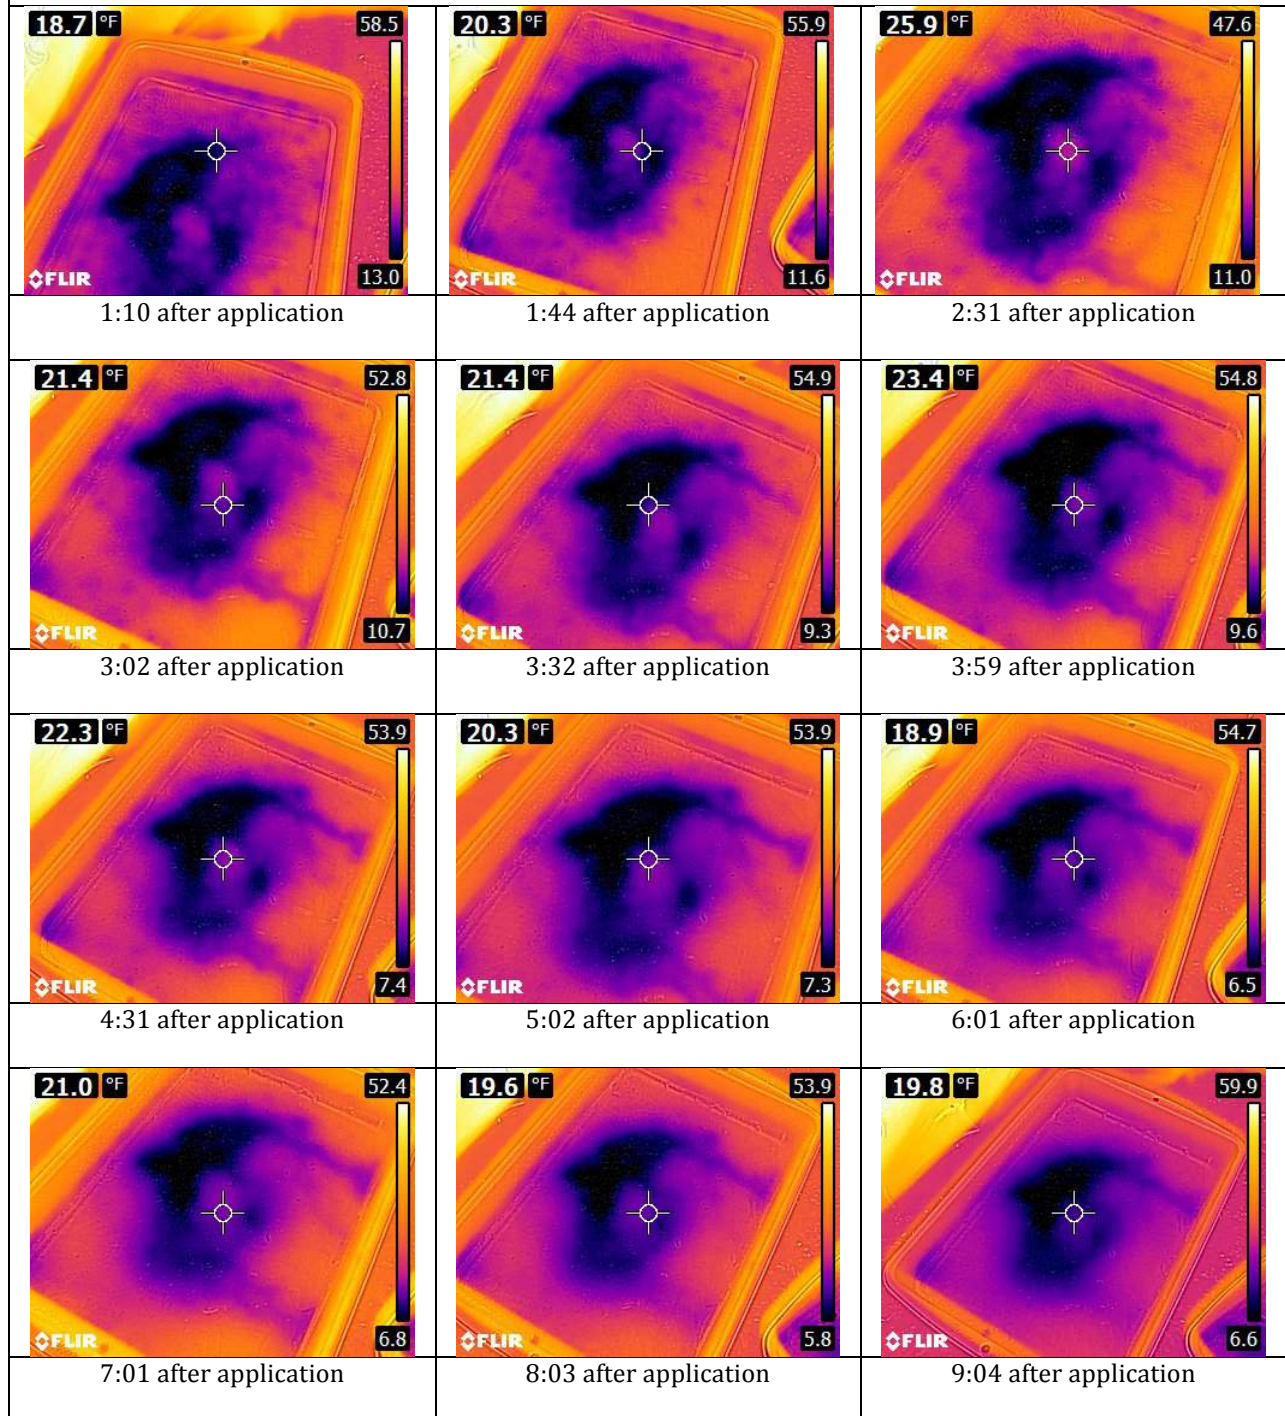 18.7 °F 58.5
FLIR 13.0
1:10 after application
20.3 °F 55.9
FLIR 11.6
1:44 after application
25.9 °F 47.6
FLIR 11.0
2:31 after application
21.4 °F 52.8
FLIR 10.7
3:02 after application
21.4 °F 54.9
FLIR 9.3
3:32 after application
23.4 °F 54.8
FLIR 9.6
3:59 after application
22.3 °F 53.9
FLIR 7.4
4:31 after application
20.3 °F 53.9
FLIR 7.3
5:02 after application
18.9 °F 54.7
FLIR 6.5
6:01 after application
21.0 °F 52.4
FLIR 6.8
7:01 after application
19.6 °F 53.9
FLIR 5.8
8:03 after application
19.8 °F 59.9
FLIR 6.6
9:04 after application